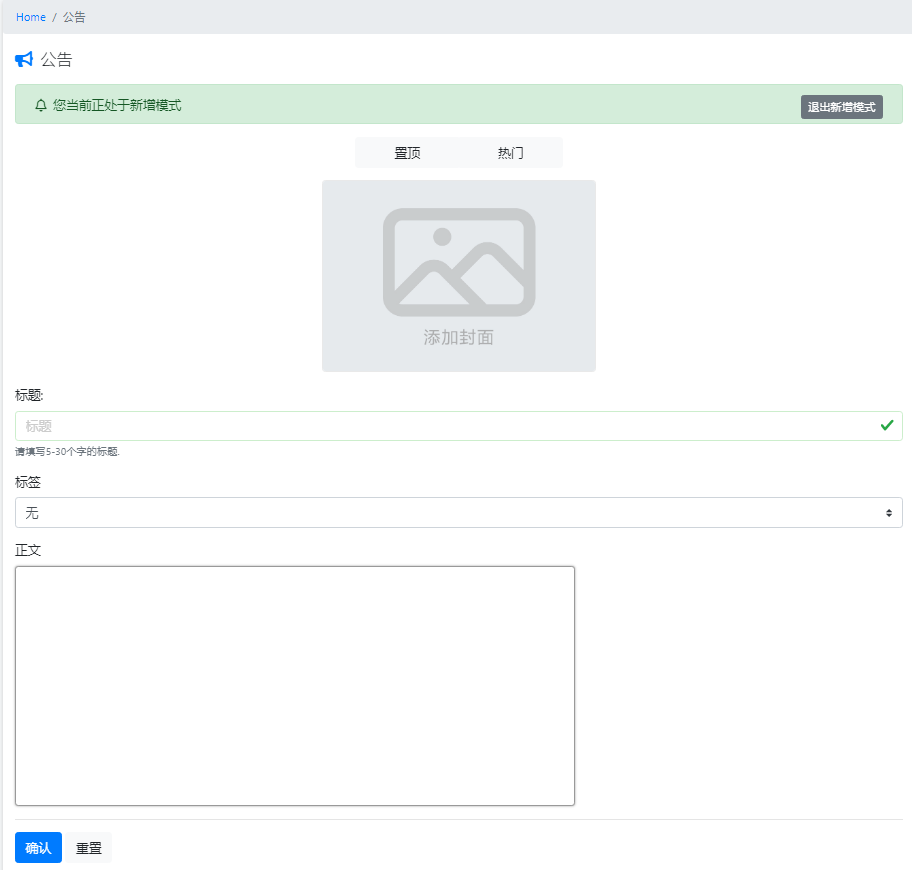 Home / 公告
公告
您当前正处于新增模式 退出新增模式
置顶 热门
添加封面
标题:
标题
请填写5-30个字的标题.
标签
无
正文
确认 重置